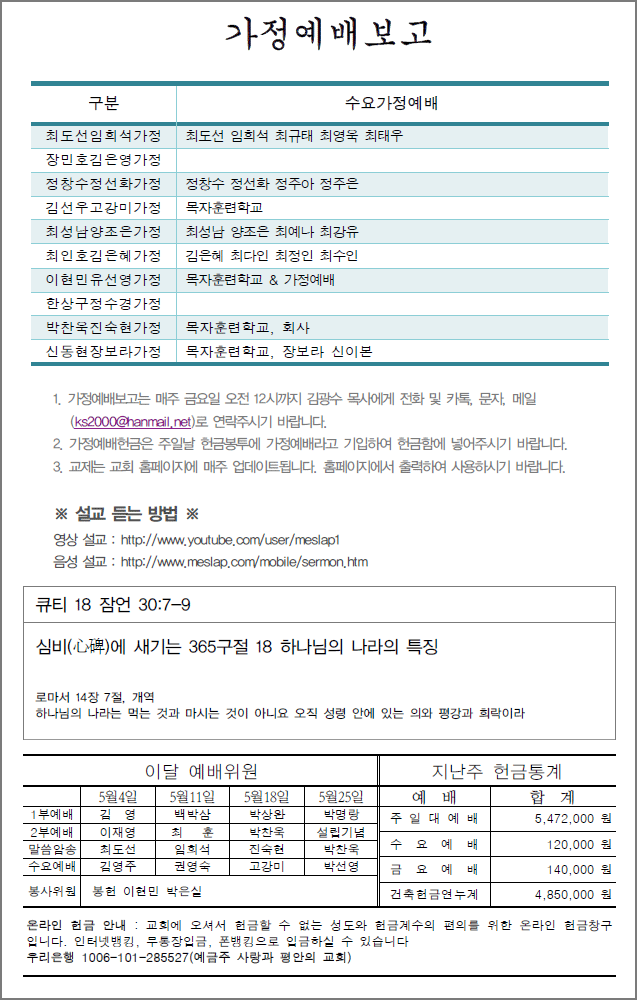 가정예배보고
구분 수요가정예배
최도선임희석가정 최도선 임희석 최규태 최영욱 최태우
장민호김은영가정
정창수정선화가정 정창수 정선화 정주아 정주은
김선우고강미가정 목자훈련학교
최성남양조은가정 최성남 양조은 최예나 최강유
최인호김은혜가정 김은혜 최다인 최정인 최수인
이현민유선영가정 목자훈련학교 & 가정예배
한상구정수경가정
박찬욱진숙현가정 목자훈련학교, 회사
신동현장보라가정 목자훈련학교, 장보라 신이본
1. 가정예배보고는 매주 금요일 오전 12시까지 김광수 목사에게 전화 및 카톡, 문자, 메일
(ks2000@hanmail.net)로 연락주시기 바랍니다.
2. 가정예배헌금은 주일날 헌금봉투에 가정예배라고 기입하여 헌금함에 넣어주시기 바랍니다.
3. 교제는 교회 홈페이지에 매주 업데이트됩니다. 홈페이지에서 출력하여 사용하시기 바랍니다.
※ 설교 듣는 방법 ※
영상 설교 : http://www.youtube.com/user/meslap1
음성 설교 : http://www.meslap.com/mobile/sermon.htm
큐티 18 잠언 30:7-9
심비(心碑)에 새기는 365구절 18 하나님의 나라의 특징
로마서 14장 7절, 개역
하나님의 나라는 먹는 것과 마시는 것이 아니요 오직 성령 안에 있는 의와 평강과 희락이라
이달 예배위원 지난주 헌금통계
5월4일 5월11일 5월18일 5월25일 예 배 합 계
1부예배 김 영 백박삼 박상완 박명랑 주 일 대 예 배 5,472,000 원
2부예배 이재영 최 훈 박찬욱 설립기념
말씀암송 최도선 임희석 진숙현 박찬욱 수 요 예 배 120,000 원
수요예배 김영주 권영숙 고강미 박선영 금 요 예 배 140,000 원
봉사위원 봉헌 이현민 박은실 건축헌금연누계 4,850,000 원
온라인 헌금 안내 : 교회에 오셔서 헌금할 수 없는 성도와 헌금계수의 편의를 위한 온라인 헌금창구
입니다. 인터넷뱅킹, 무통장입금, 폰뱅킹으로 입금하실 수 있습니다
우리은행 1006-101-285527(예금주 사랑과 평안의 교회)